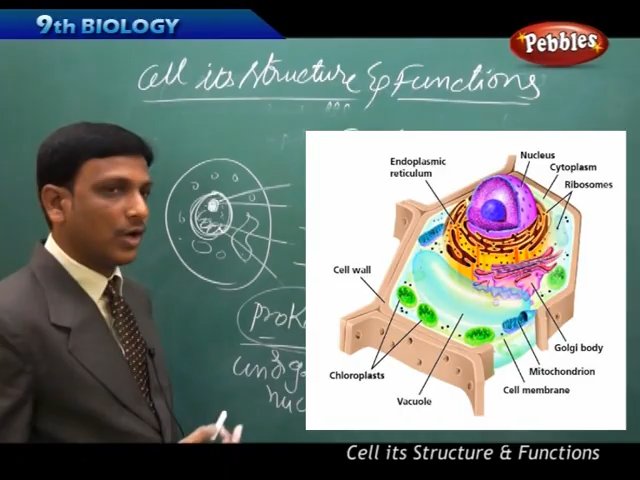 9th BIOLOGY
Pebbles
Cell its Structure & Functions
Endoplasmic
reticulum
Nucleus
Cytoplasm
Ribosomes
Cell wall
Golgi body
Mitochondrion
Chloroplasts
Cell membrane
Vacuole
Cell its Structure & Functions